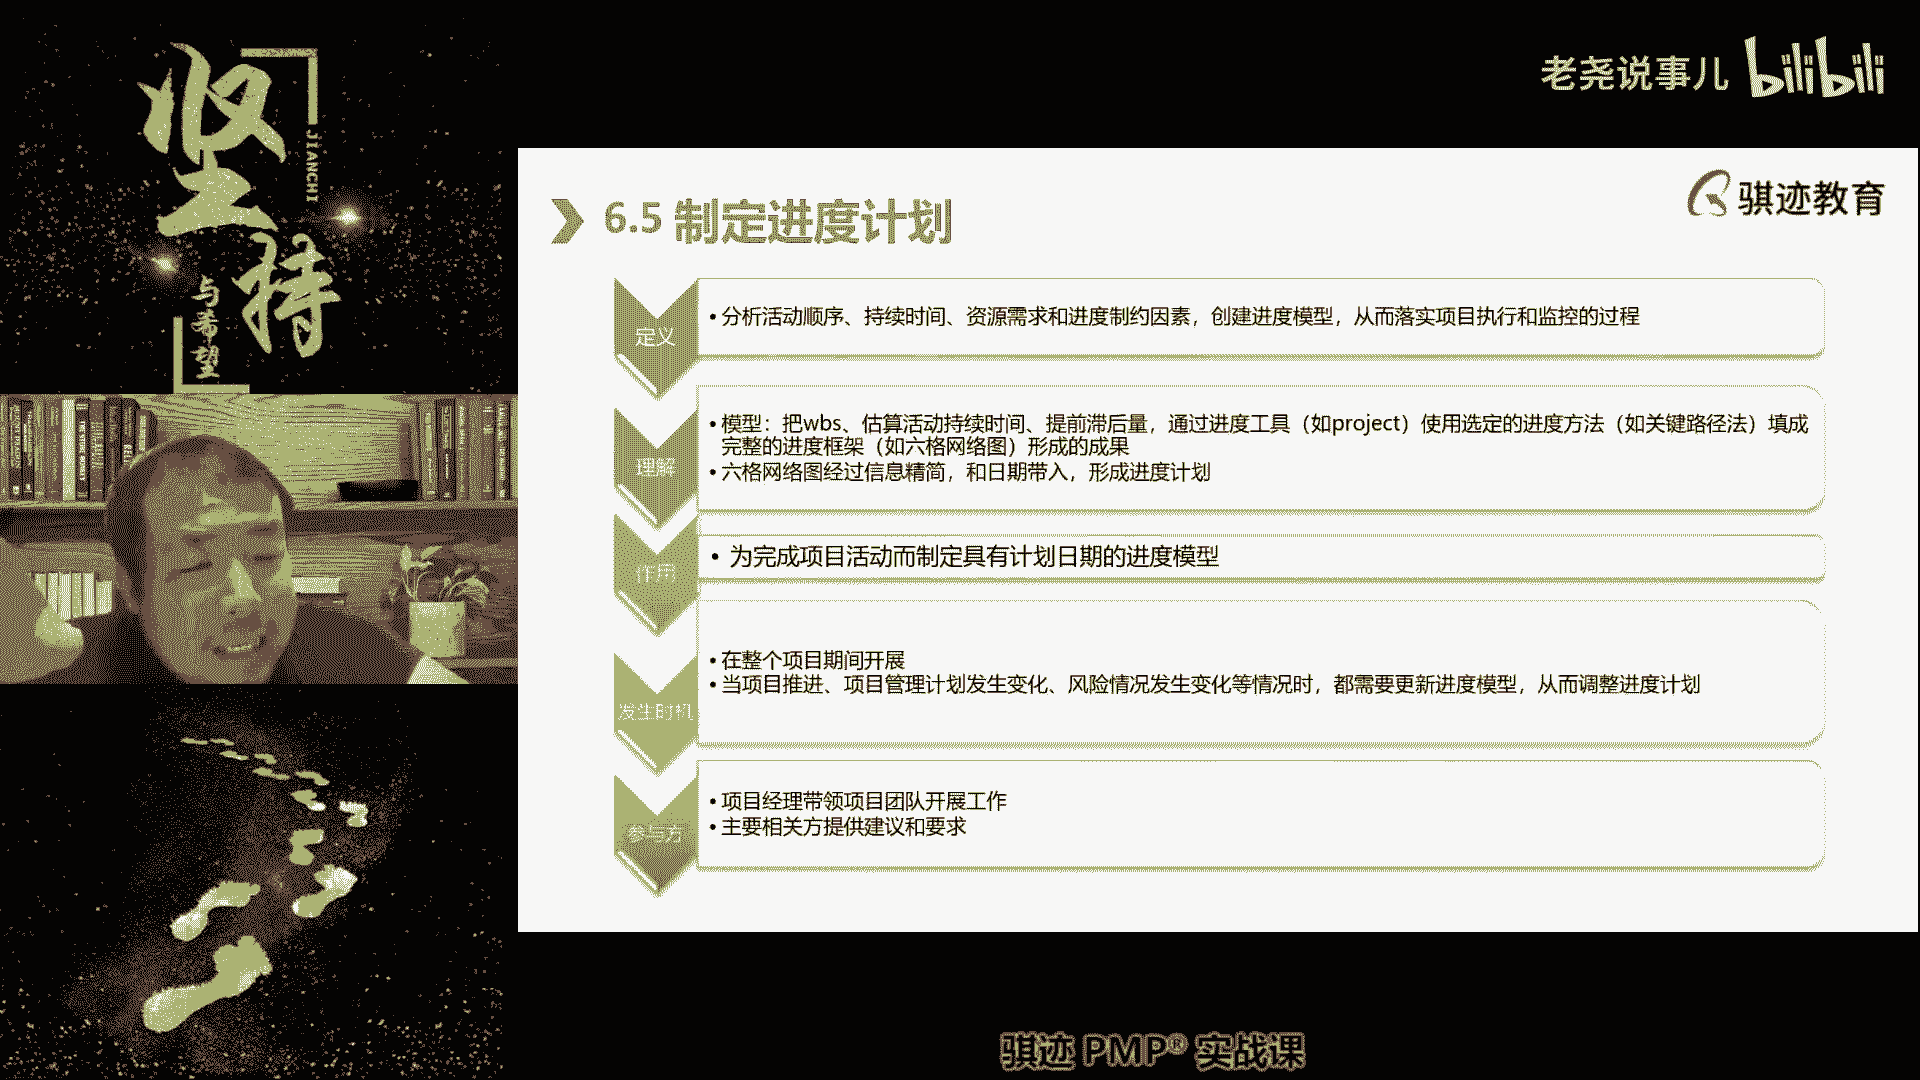 坚持
JIANCHI
与希望
老尧说事儿 bilibili
骐迹教育
6.5 制定进度计划
定义
•分析活动顺序、持续时间、资源需求和进度制约因素，创建进度模型，从而落实项目执行和监控的过程
理解
•模型：把wbs、估算活动持续时间、提前滞后量，通过进度工具（如project）使用选定的进度方法（如关键路径法）填成
完整的进度框架（如六格网络图）形成的成果
•六格网络图经过信息精简，和日期带入，形成进度计划
作用
• 为完成项目活动而制定具有计划日期的进度模型
发生时机
•在整个项目期间开展
•当项目推进、项目管理计划发生变化、风险情况发生变化等情况时，都需要更新进度模型，从而调整进度计划
参与方
•项目经理带领项目团队开展工作
•主要相关方提供建议和要求
骐迹 PMP® 实战课